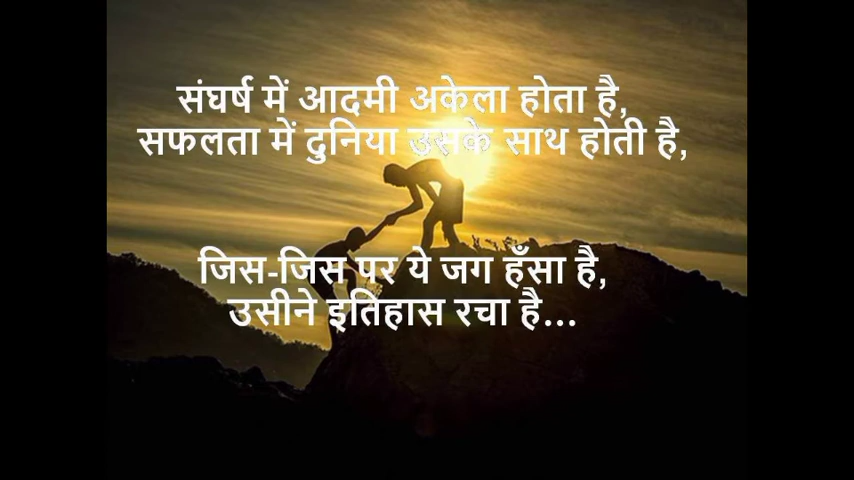 संघर्ष में आदमी अकेला होता है,
सफलता में दुनिया उसके साथ होती है,
जिस-जिस पर ये जग हँसा है,
उसीने इतिहास रचा है...